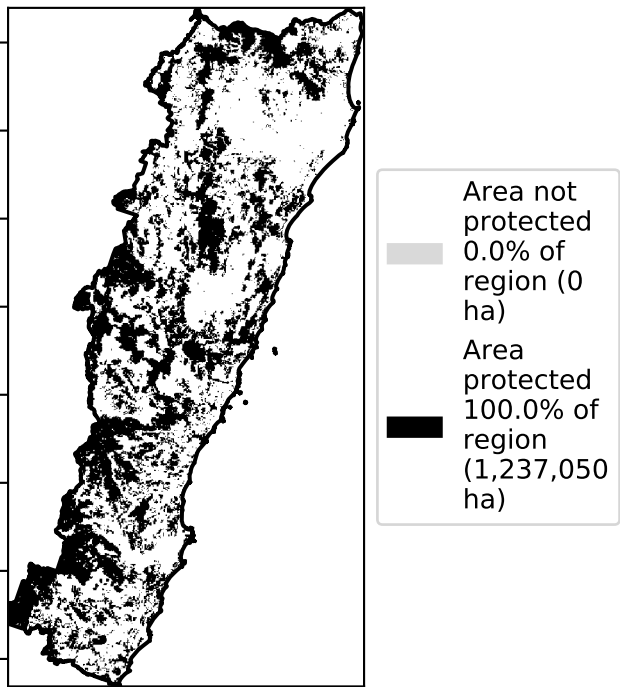 Area not
protected
0.0% of
region (0
ha)
Area
protected
100.0% of
region
(1,237,050
ha)